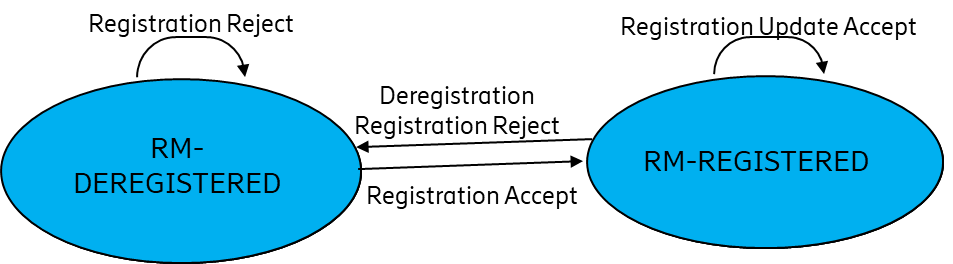 Registration Reject
Registration Update Accept
Deregistration
Registration Reject
RM-
DEREGISTERED
RM-REGISTERED
Registration Accept